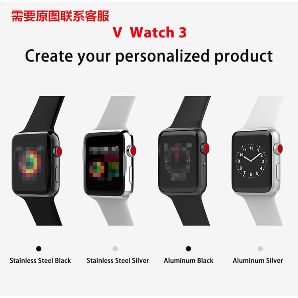 需要原图联系客服
V Watch 3
Create your personalized product
Stainless Steel Black
Stainless Steel Silver
Aluminum Black
Aluminum Silver